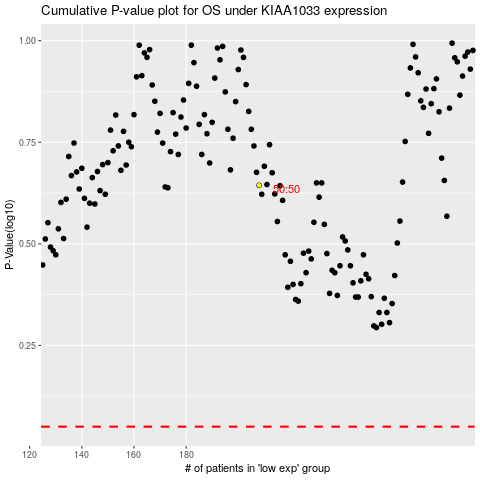 Cumulative P-value plot for OS under KIAA1033 expression
P-Value(log10)
1.00
0.75
0.50
0.25
50:50
120 140 160 180
# of patients in 'low exp' group